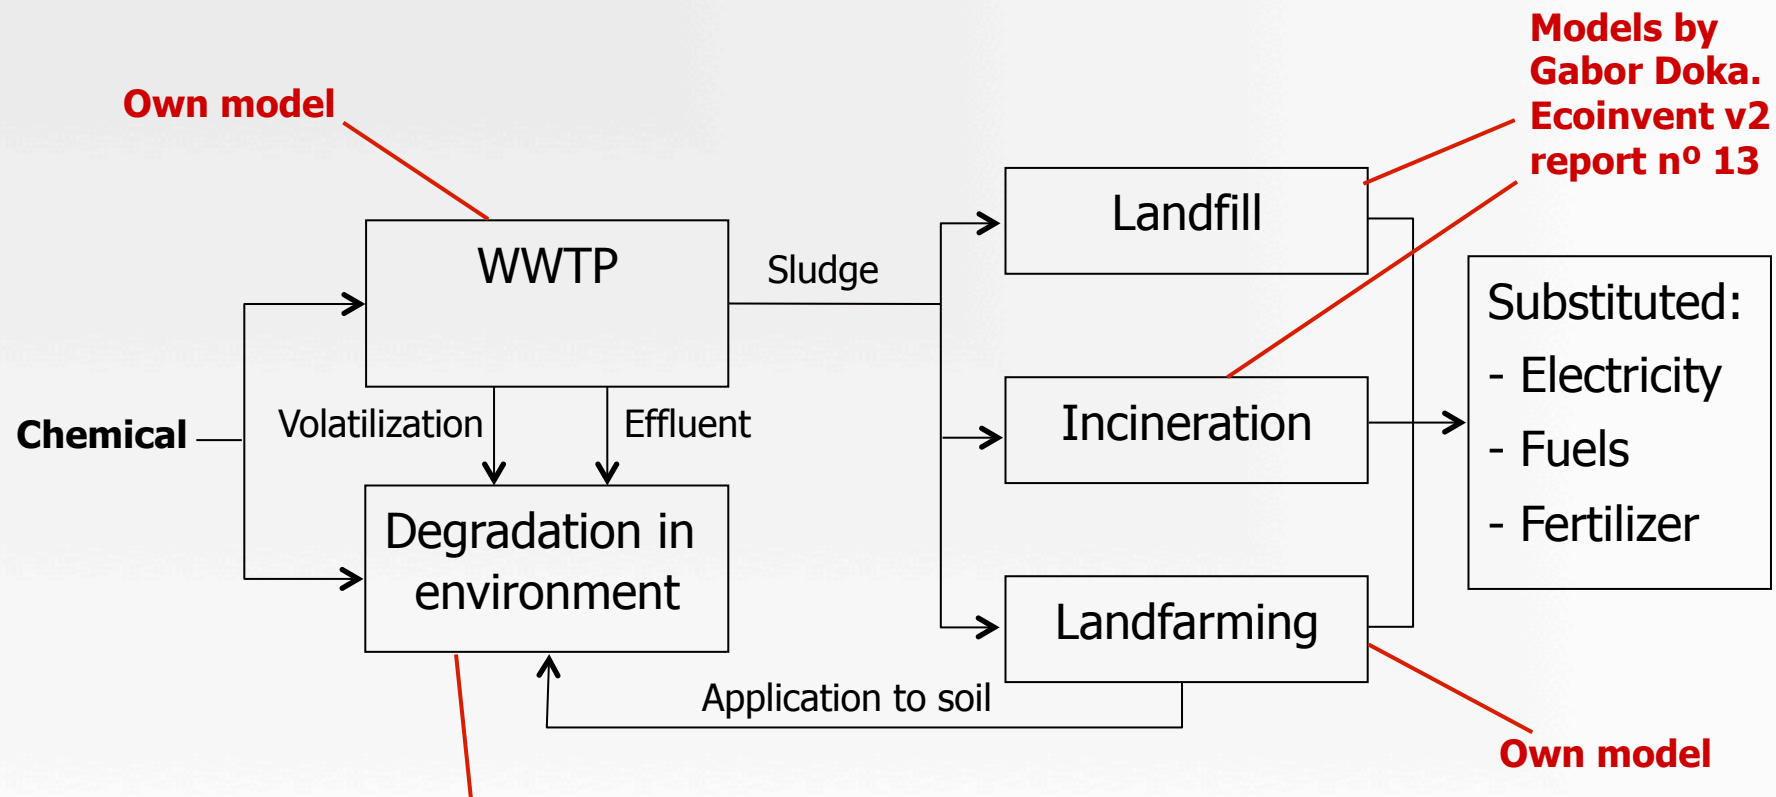 Models by
Gabor Doka.
Ecoinvent v2
report nº 13
Own model
Landfill
WWTP
Sludge
Substituted:
- Electricity
- Fuels
- Fertilizer
Chemical
Volatilization
Effluent
Incineration
Degradation in
environment
Landfarming
Application to soil
Own model